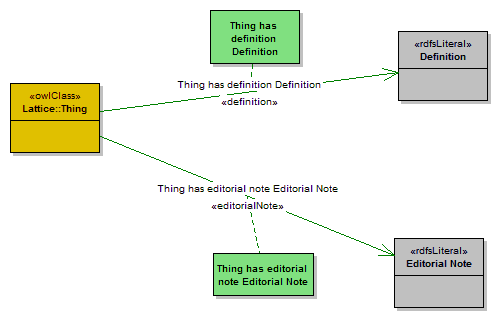 Thing has
definition
Definition
«rdfsLiteral»
Definition
Thing has definition Definition
«definition»
«owlClass»
Lattice::Thing
Thing has editorial note Editorial Note
«editorialNote»
«rdfsLiteral»
Editorial Note
Thing has editorial
note Editorial Note